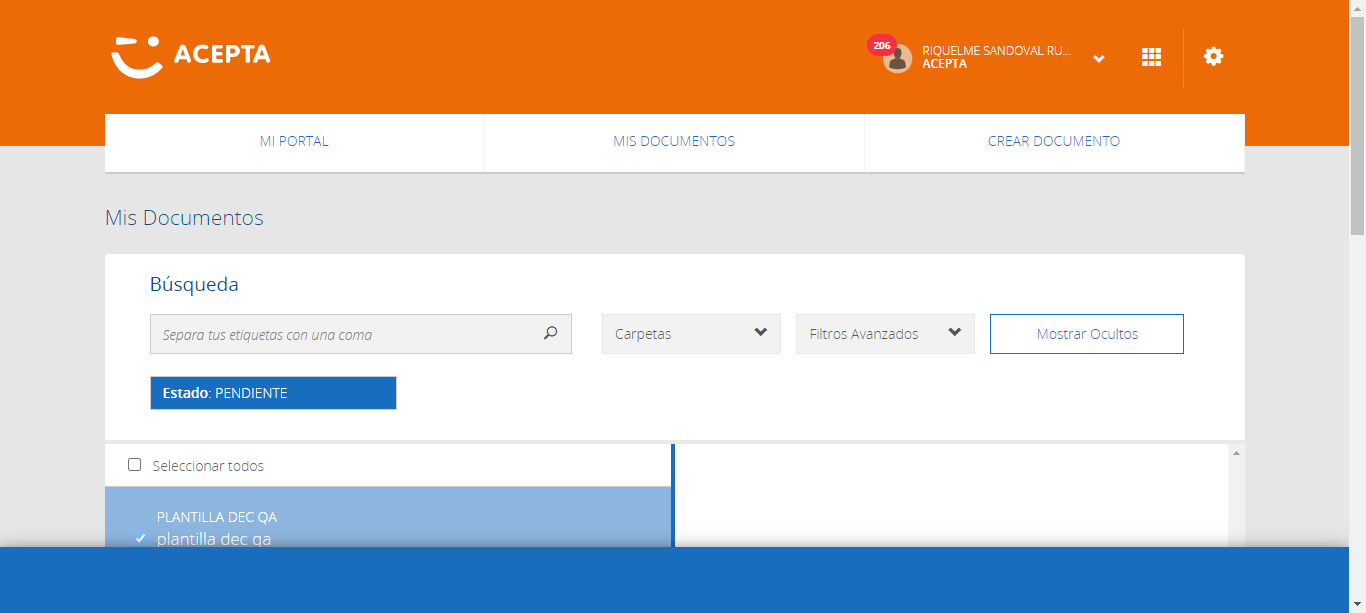 ACEPTA
206
RIQUELME SANDOVAL RU...
ACEPTA
MI PORTAL
MIS DOCUMENTOS
CREAR DOCUMENTO
Mis Documentos
Búsqueda
Separa tus etiquetas con una coma
Carpetas
Filtros Avanzados
Mostrar Ocultos
Estado: PENDIENTE
Seleccionar todos
PLANTILLA DEC QA
plantilla dec qa